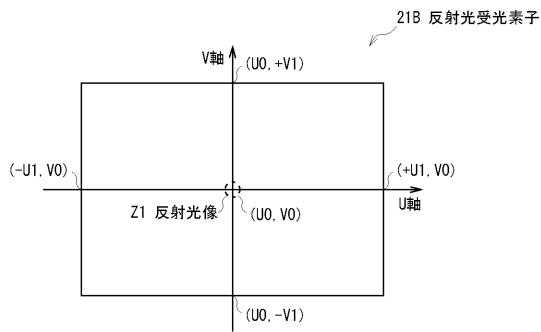 21B 反射光受光素子
V軸
(U0, +V1)
(-U1, V0)
(+U1, V0)
U軸
Z1 反射光像
(U0, V0)
(U0, -V1)